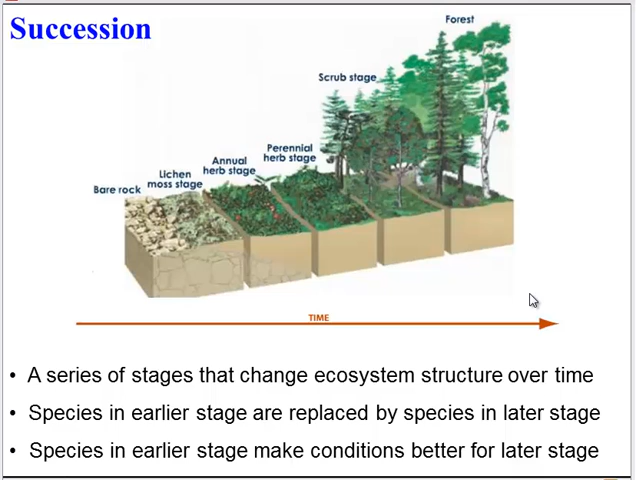 Succession
Forest
Scrub stage
Perennial
herb stage
Annual
herb stage
Lichen
moss stage
Bare rock
TIME
• A series of stages that change ecosystem structure over time
• Species in earlier stage are replaced by species in later stage
• Species in earlier stage make conditions better for later stage